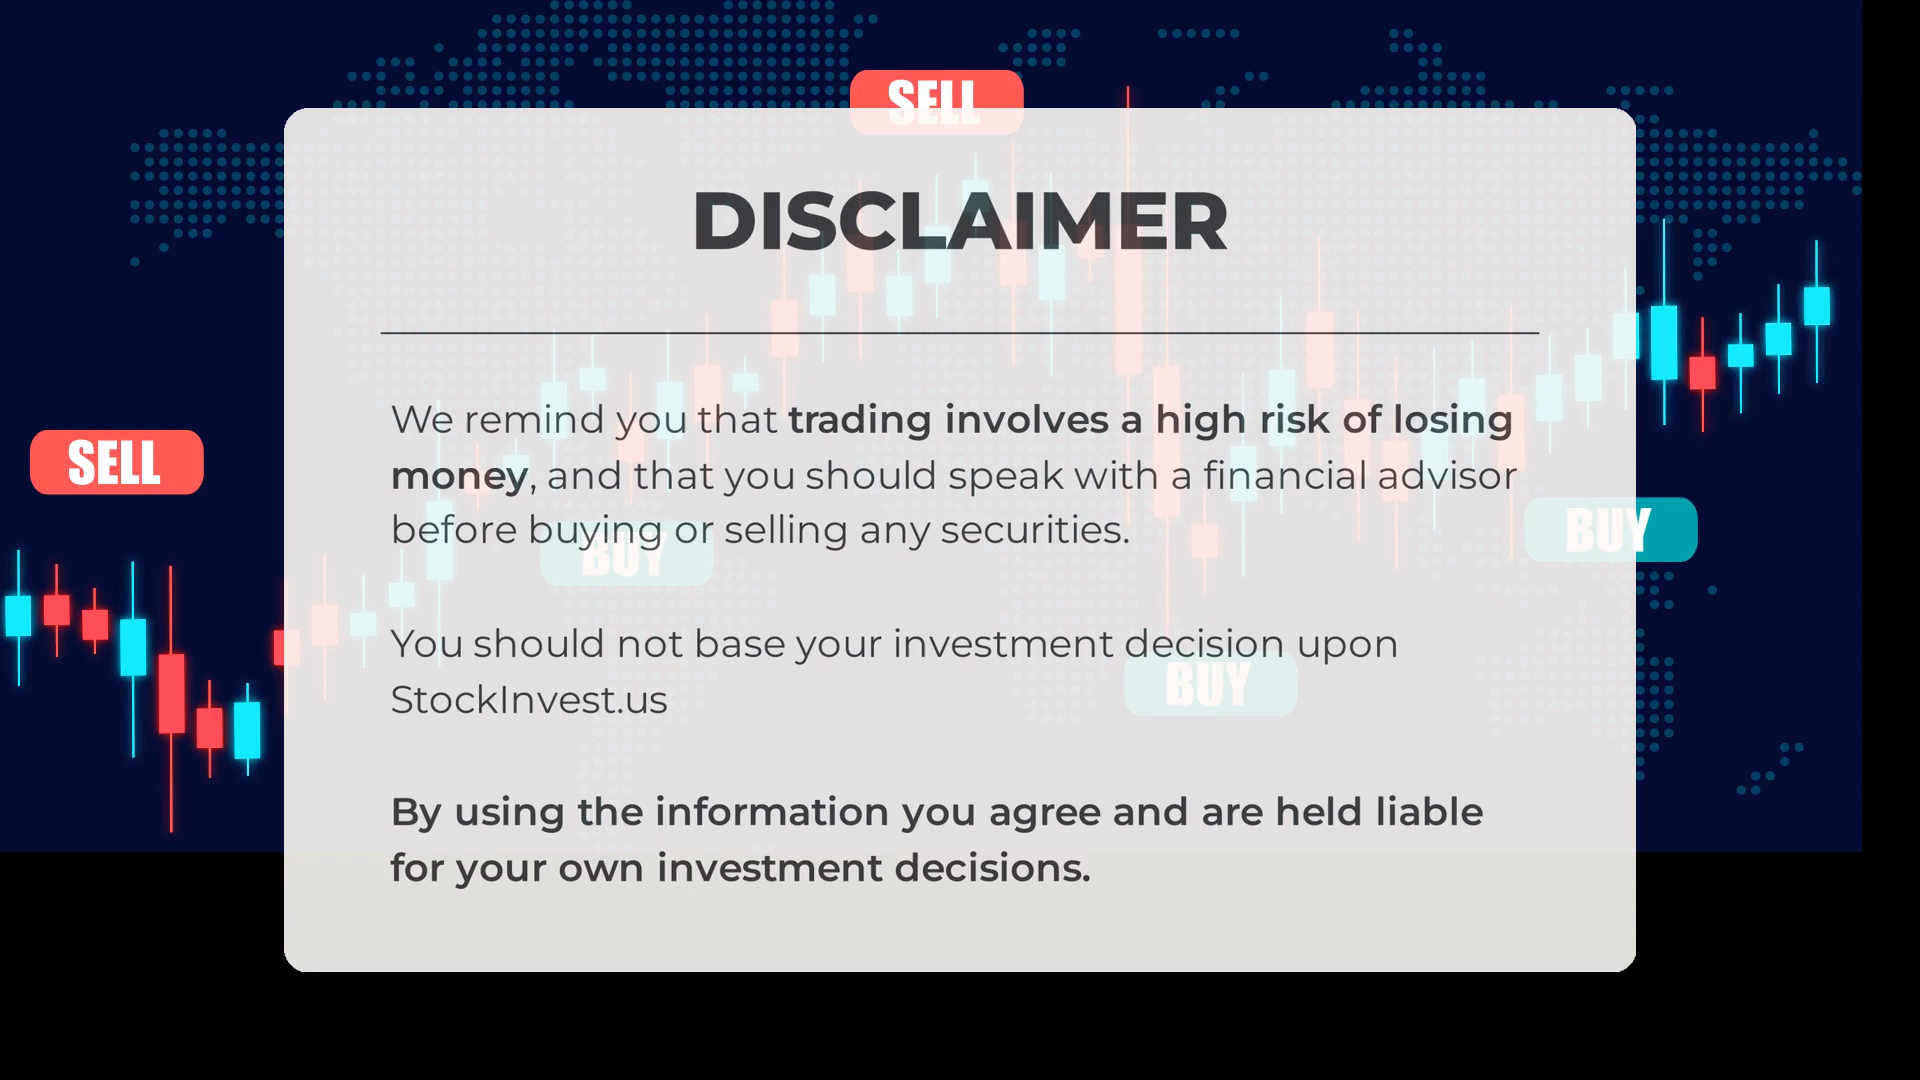 SELL
DISCLAIMER
We remind you that trading involves a high risk of losing
money, and that you should speak with a financial advisor
before buying or selling any securities.
SELL
BUY
BUY
You should not base your investment decision upon
StockInvest.us
BUY
By using the information you agree and are held liable
for your own investment decisions.